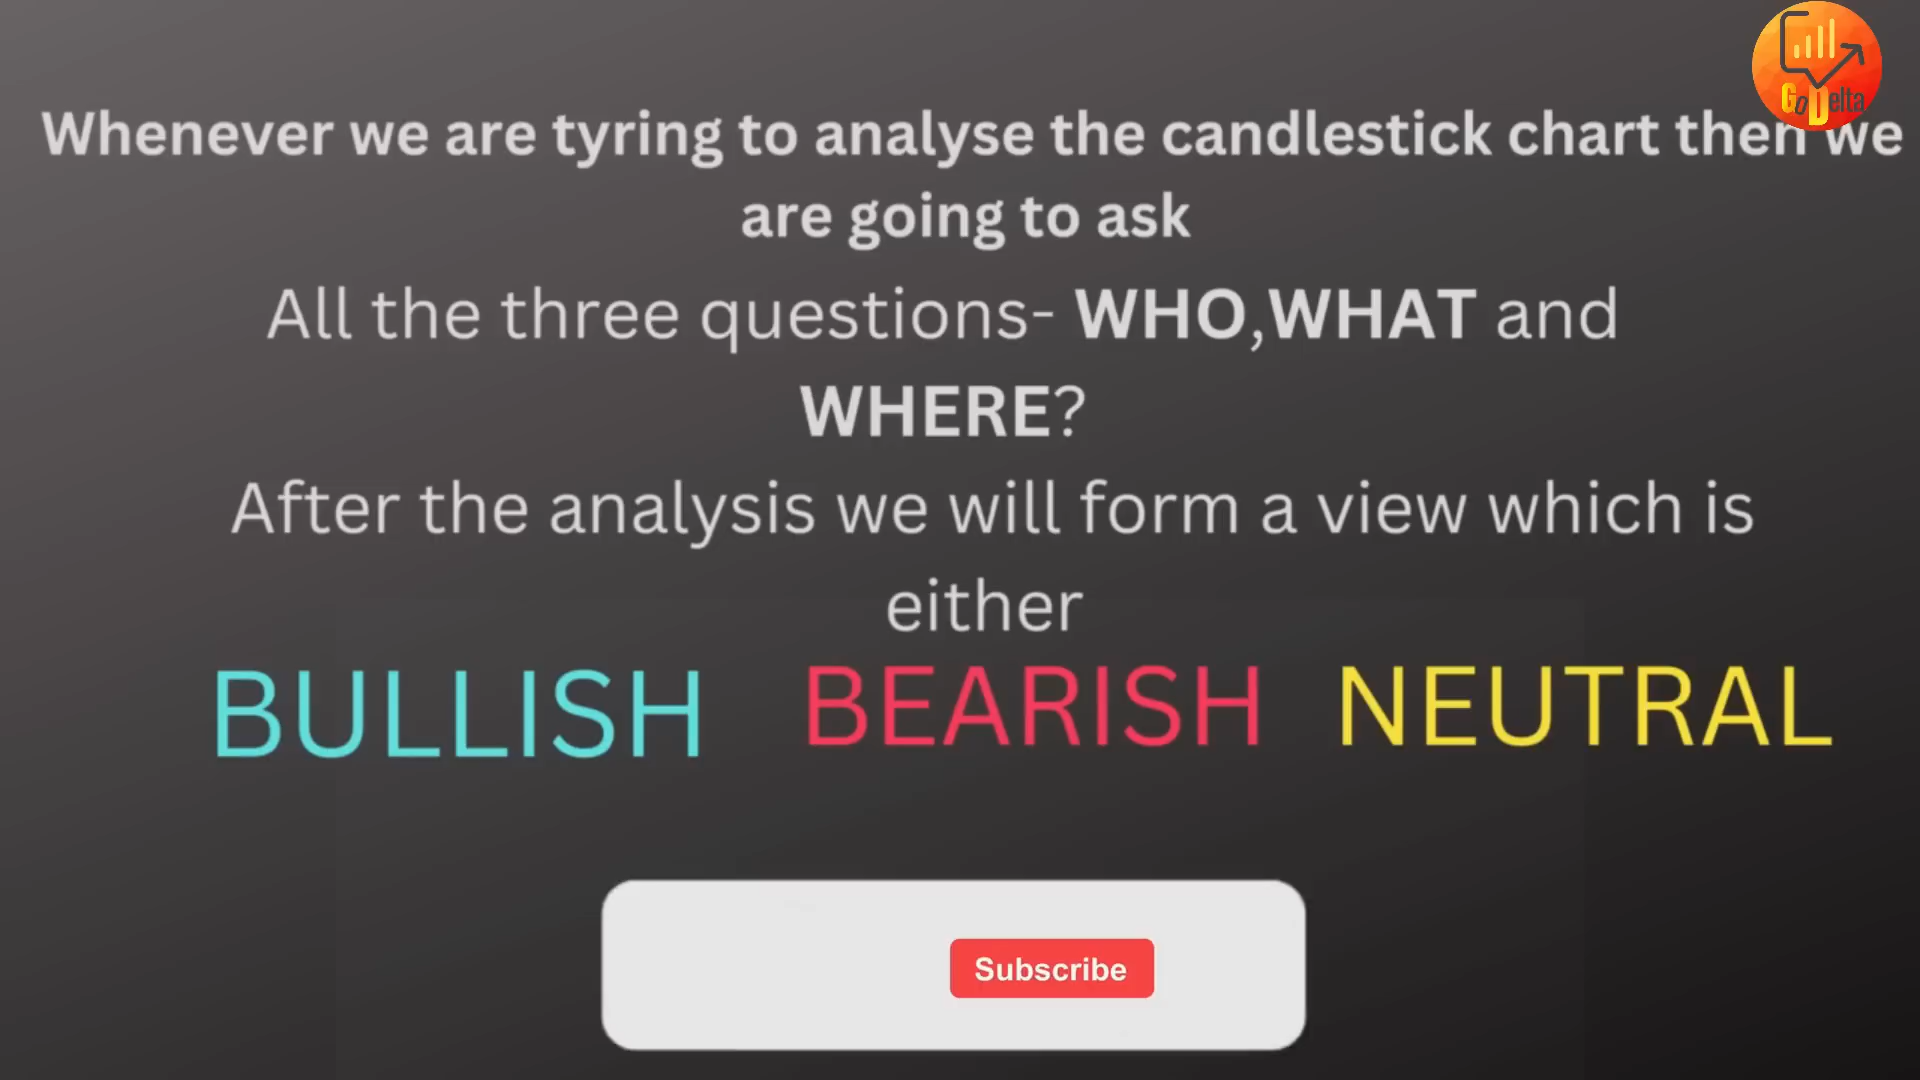 GoDelta
Whenever we are tyring to analyse the candlestick chart then we
are going to ask
All the three questions- WHO,WHAT and
WHERE?
After the analysis we will form a view which is
either
BULLISH BEARISH NEUTRAL
Subscribe